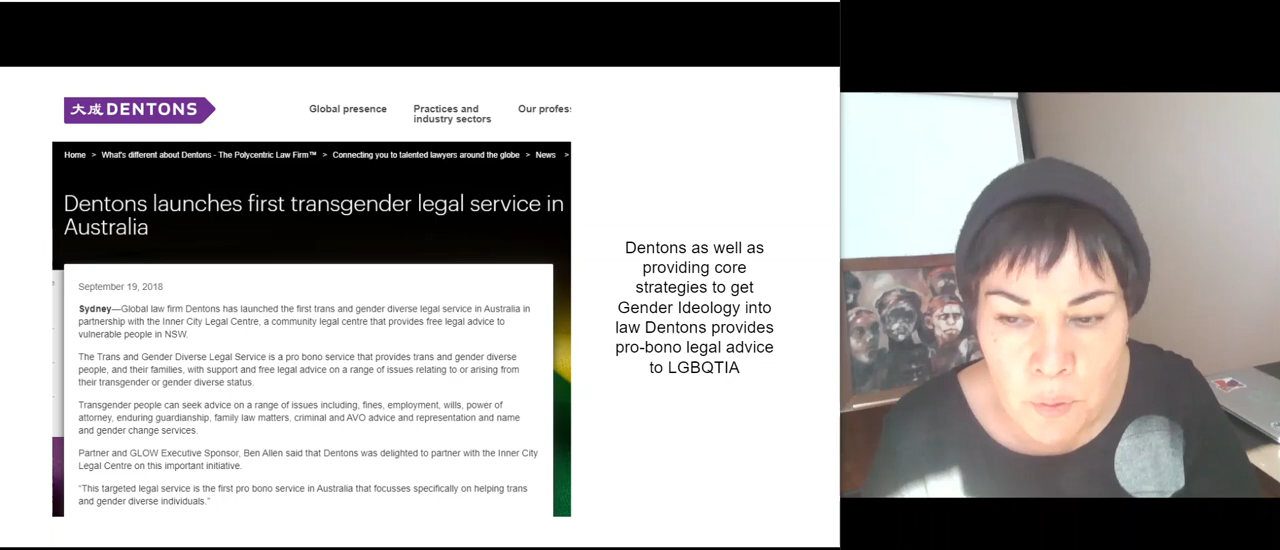 大成 DENTONS
Global presence
Practices and
industry sectors
Our profes
Home > What's different about Dentons - The Polycentric Law Firm™ > Connecting you to talented lawyers around the globe > News >
Dentons launches first transgender legal service in
Australia
September 19, 2018
Sydney—Global law firm Dentons has launched the first trans and gender diverse legal service in Australia in
partnership with the Inner City Legal Centre, a community legal centre that provides free legal advice to
vulnerable people in NSW.
The Trans and Gender Diverse Legal Service is a pro bono service that provides trans and gender diverse
people, and their families, with support and free legal advice on a range of issues relating to or arising from
their transgender or gender diverse status.
Transgender people can seek advice on a range of issues including, fines, employment, wills, power of
attorney, enduring guardianship, family law matters, criminal and AVO advice and representation and name
and gender change services.
Partner and GLOW Executive Sponsor, Ben Allen said that Dentons was delighted to partner with the Inner City
Legal Centre on this important initiative.
“This targeted legal service is the first pro bono service in Australia that focusses specifically on helping trans
and gender diverse individuals.”
Dentons as well as
providing core
strategies to get
Gender Ideology into
law Dentons provides
pro-bono legal advice
to LGBQTIA